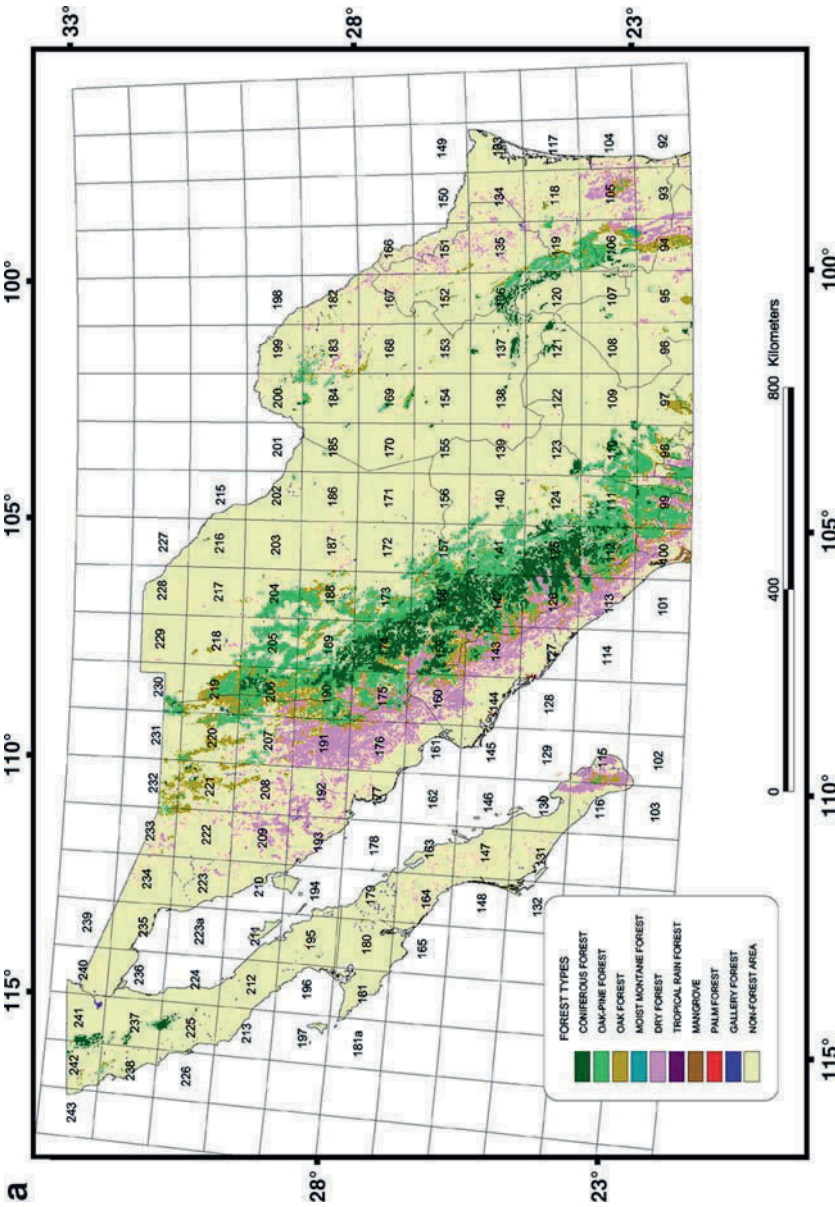 a
115° 110° 105° 100°
33° 33°
243 242 241 240 239
238 237 236 235 234 233 232 231 230 229 228 227
226 225 224 223a 223 222 221 220 219 218 217 216 215
213 212 211 210 209 208 207 206 205 204 203 202 201 200 199 198
28° 28°
197 196 195 194 193 192 191 190 189 188 187 186 185 184 183 182
181a 181 180 179 178 177 176 175 174 173 172 171 170 169 168 167 166
165 164 163 162 161 160 159 158 157 156 155 154 153 152 151 150 149
148 147 146 145 144 143 142 141 140 139 138 137 136 135 134 133
132 131 130 129 128 127 126 125 124 123 122 121 120 119 118 117
23° 23°
116 115 114 113 112 111 110 109 108 107 106 105 104
103 102 101 100 99 98 97 96 95 94 93 92
FOREST TYPES
CONIFEROUS FOREST
OAK-PINE FOREST
OAK FOREST
MOIST MONTANE FOREST
DRY FOREST
TROPICAL RAIN FOREST
MANGROVE
PALM FOREST
GALLERY FOREST
NON-FOREST AREA
0 400 800 Kilometers
115° 110° 105° 100°